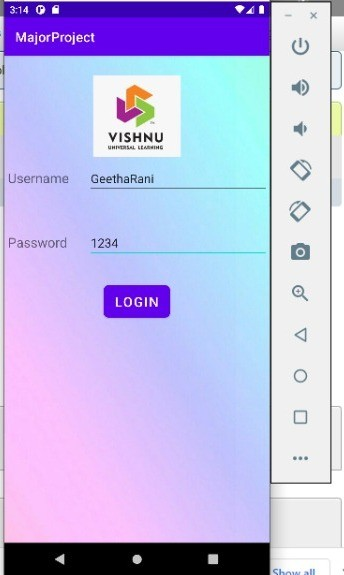 3:14
MajorProject
VISHNU
UNIVERSAL LEARNING
Username GeethaRani
Password 1234
LOGIN
Show all